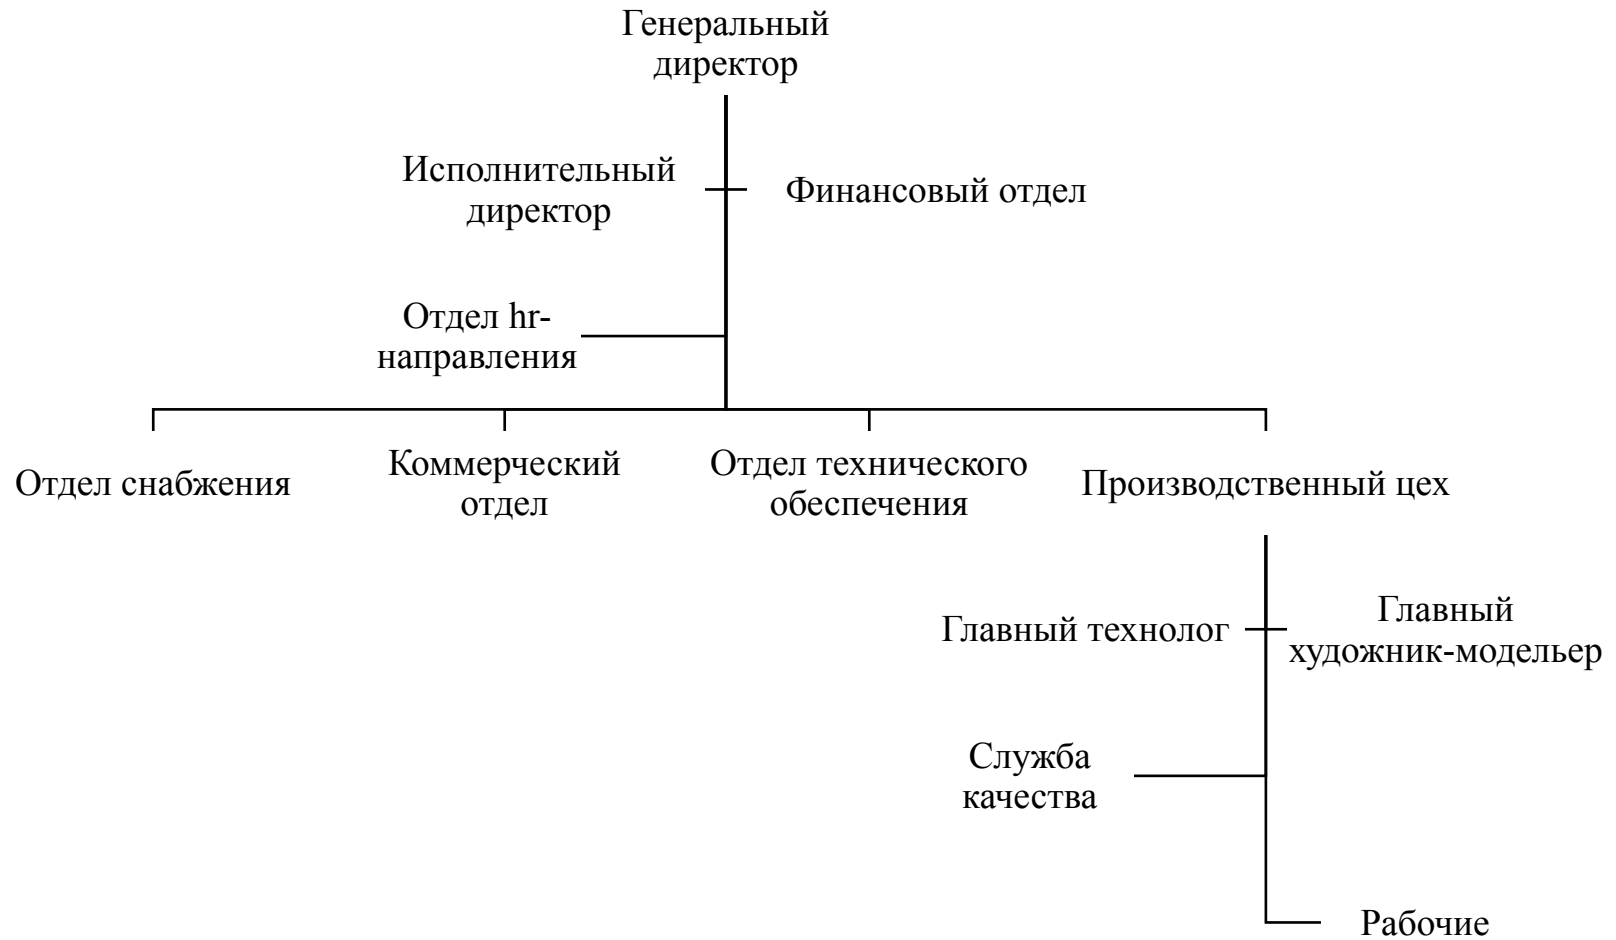 Генеральный
директор
Исполнительный
директор
Финансовый отдел
Отдел hr-
направления
Отдел снабжения
Коммерческий
отдел
Отдел технического
обеспечения
Производственный цех
Главный технолог
Главный
художник-модельер
Служба
качества
Рабочие